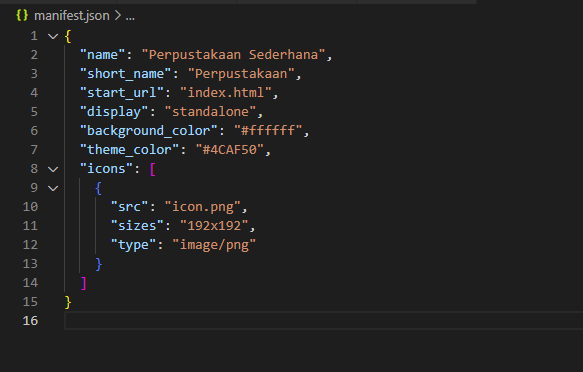 {} manifest.json > ...
1 {
2 "name": "Perpustakaan Sederhana",
3 "short_name": "Perpustakaan",
4 "start_url": "index.html",
5 "display": "standalone",
6 "background_color": "#ffffff",
7 "theme_color": "#4CAF50",
8 "icons": [
9 {
10 "src": "icon.png",
11 "sizes": "192x192",
12 "type": "image/png"
13 }
14 ]
15 }
16